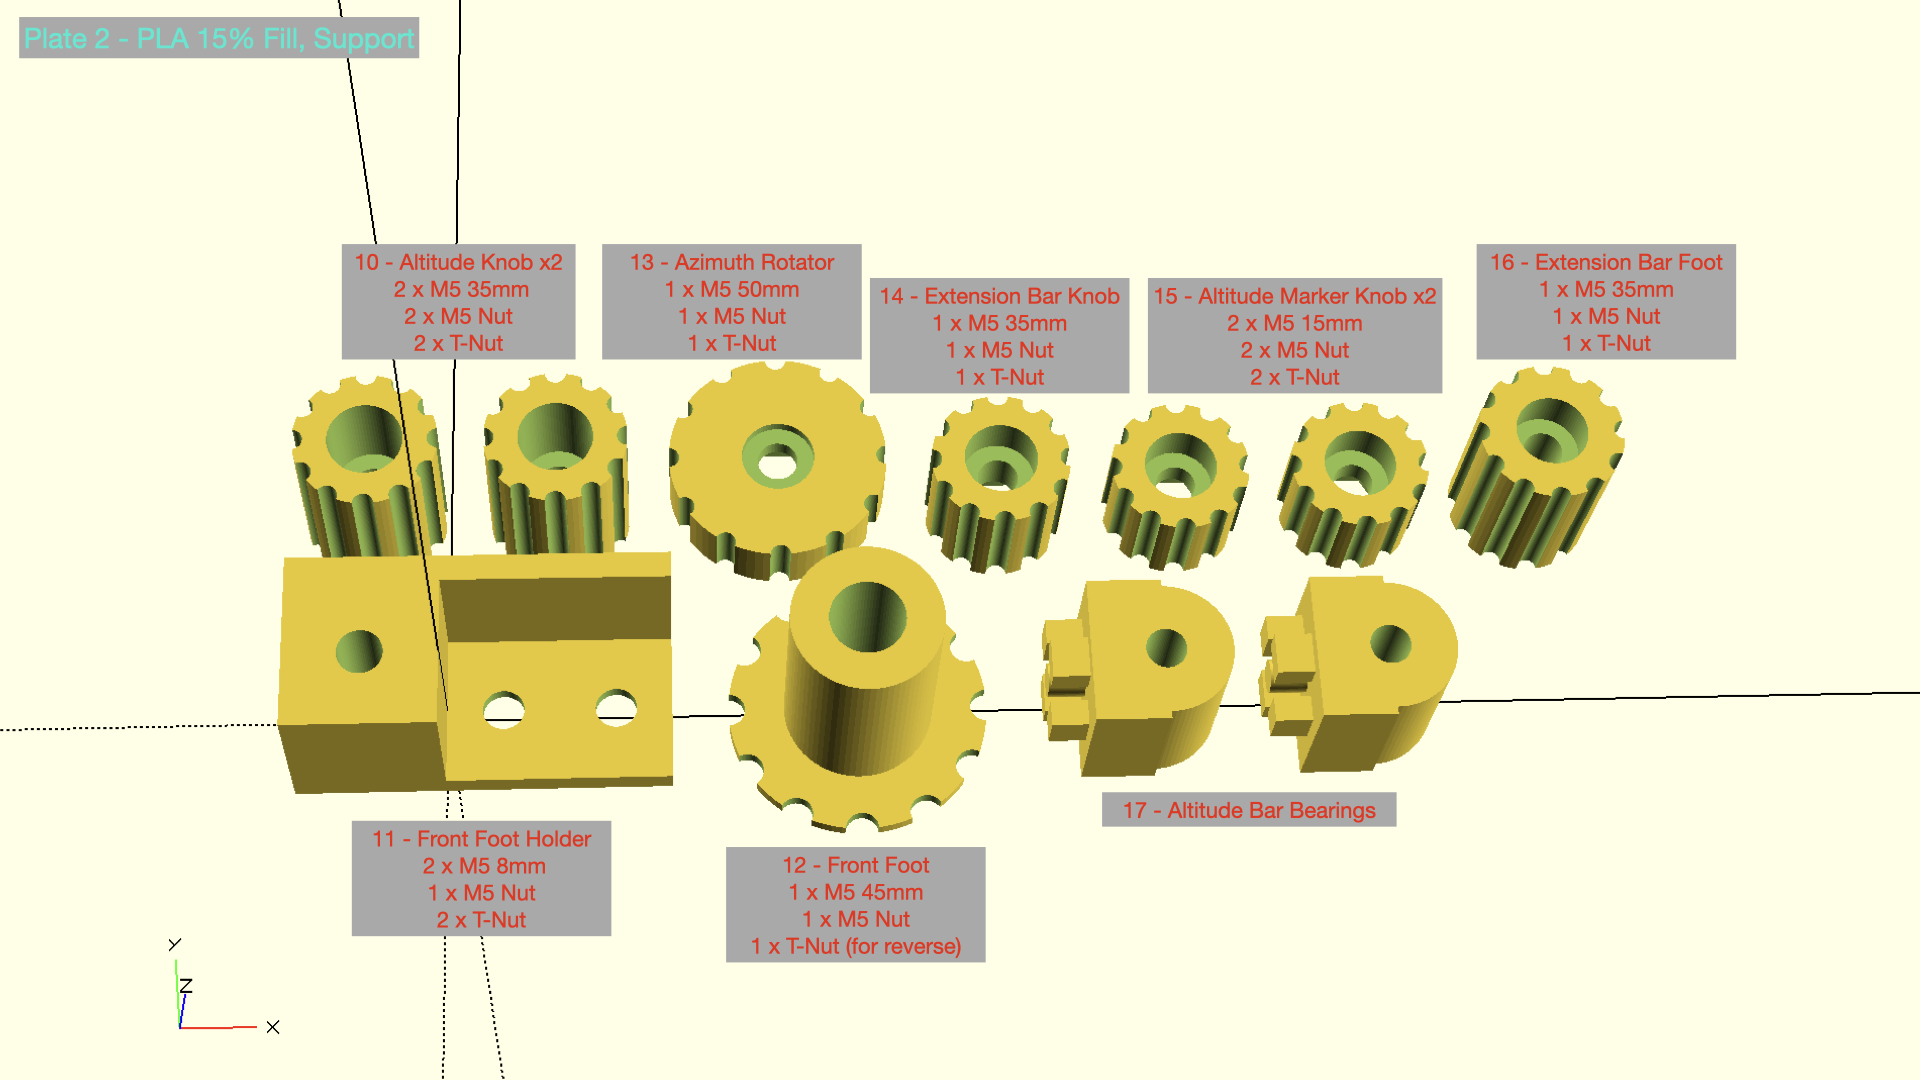 Plate 2 - PLA 15% Fill, Support
10 - Altitude Knob x2
2 x M5 35mm
2 x M5 Nut
2 x T-Nut
13 - Azimuth Rotator
1 x M5 50mm
1 x M5 Nut
1 x T-Nut
14 - Extension Bar Knob
1 x M5 35mm
1 x M5 Nut
1 x T-Nut
15 - Altitude Marker Knob x2
2 x M5 15mm
2 x M5 Nut
2 x T-Nut
16 - Extension Bar Foot
1 x M5 35mm
1 x M5 Nut
1 x T-Nut
11 - Front Foot Holder
2 x M5 8mm
1 x M5 Nut
2 x T-Nut
12 - Front Foot
1 x M5 45mm
1 x M5 Nut
1 x T-Nut (for reverse)
17 - Altitude Bar Bearings
Y
Z
X